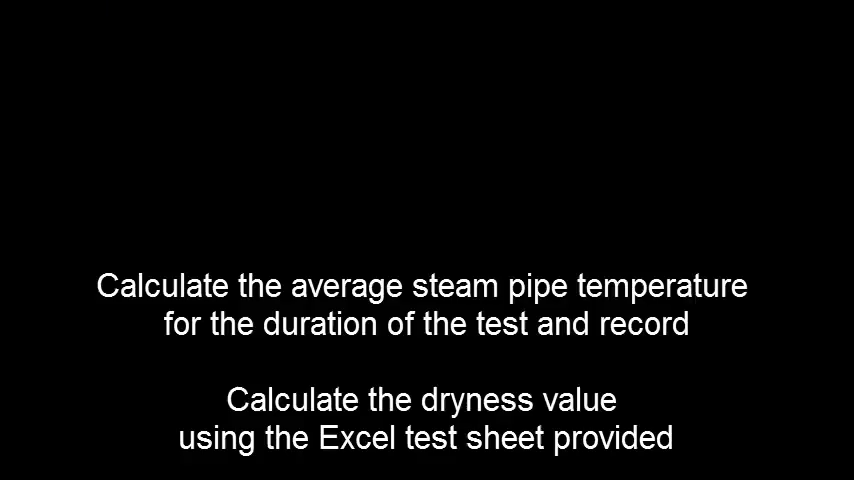 Calculate the average steam pipe temperature
for the duration of the test and record
Calculate the dryness value
using the Excel test sheet provided